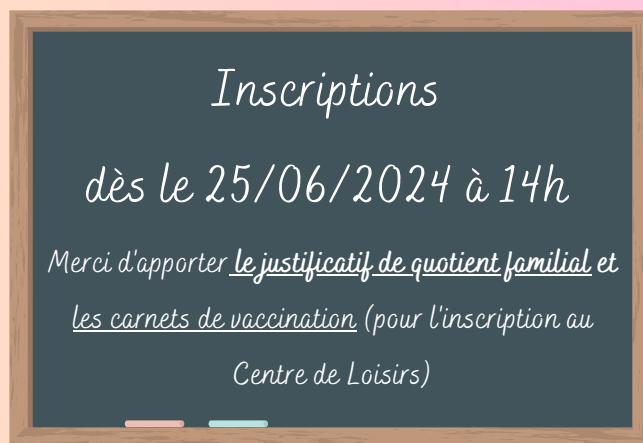 Inscriptions
dès le 25/06/2024 à 14h
Merci d'apporter le justificatif de quotient familial et
les carnets de vaccination (pour l'inscription au
Centre de Loisirs)